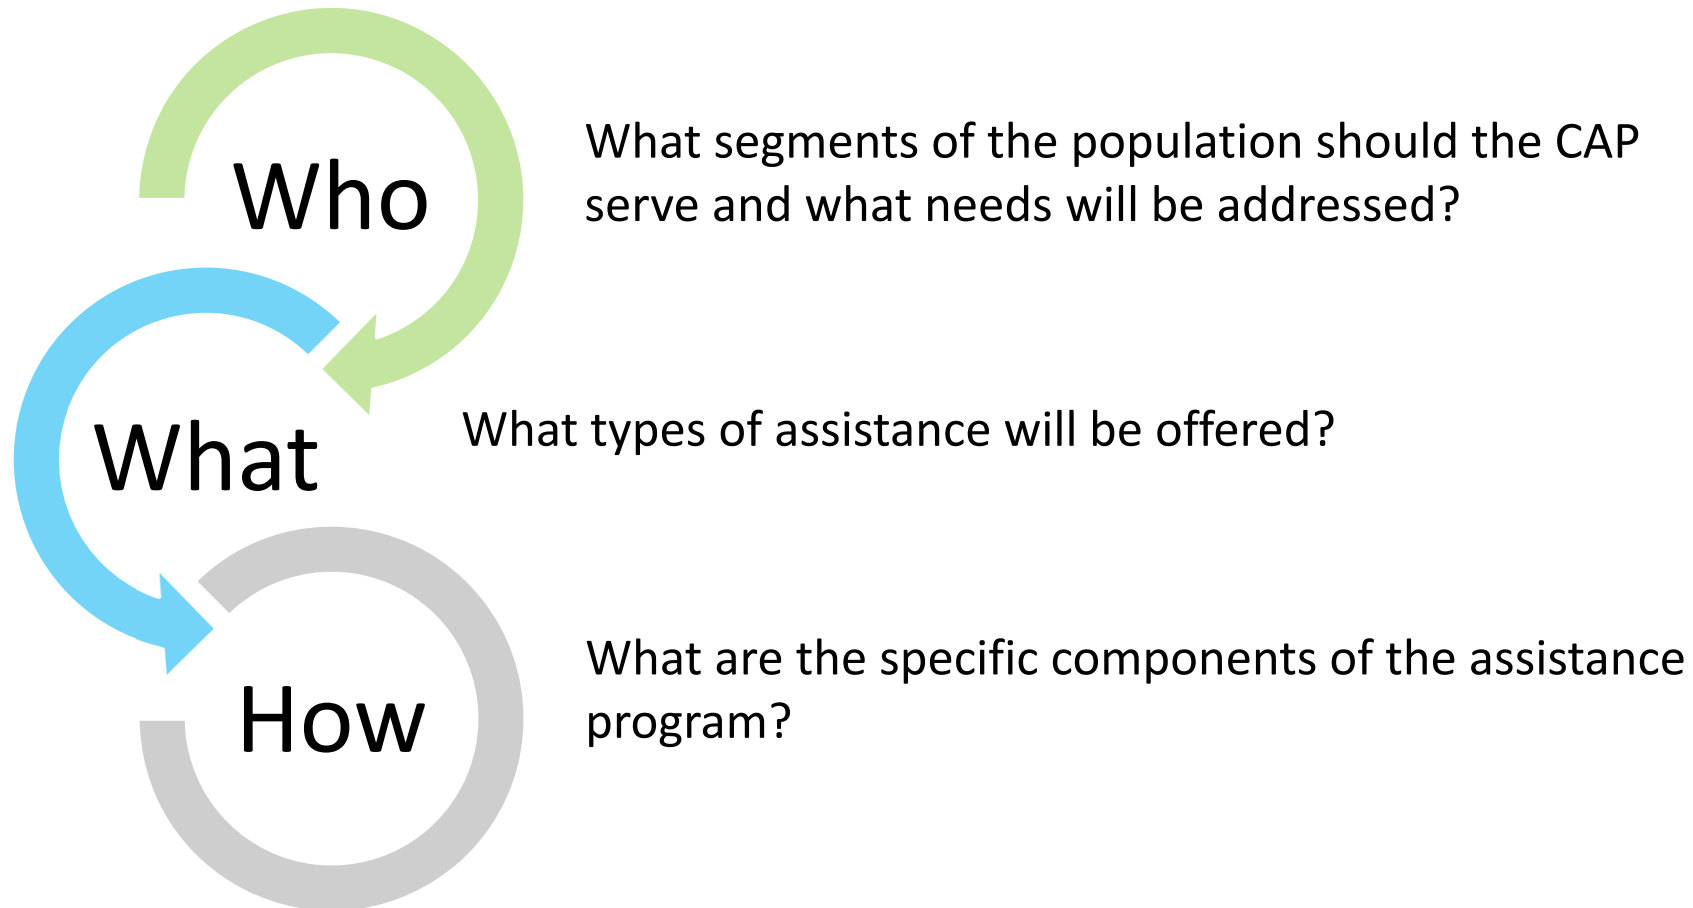 Who
What segments of the population should the CAP
serve and what needs will be addressed?
What
What types of assistance will be offered?
How
What are the specific components of the assistance
program?